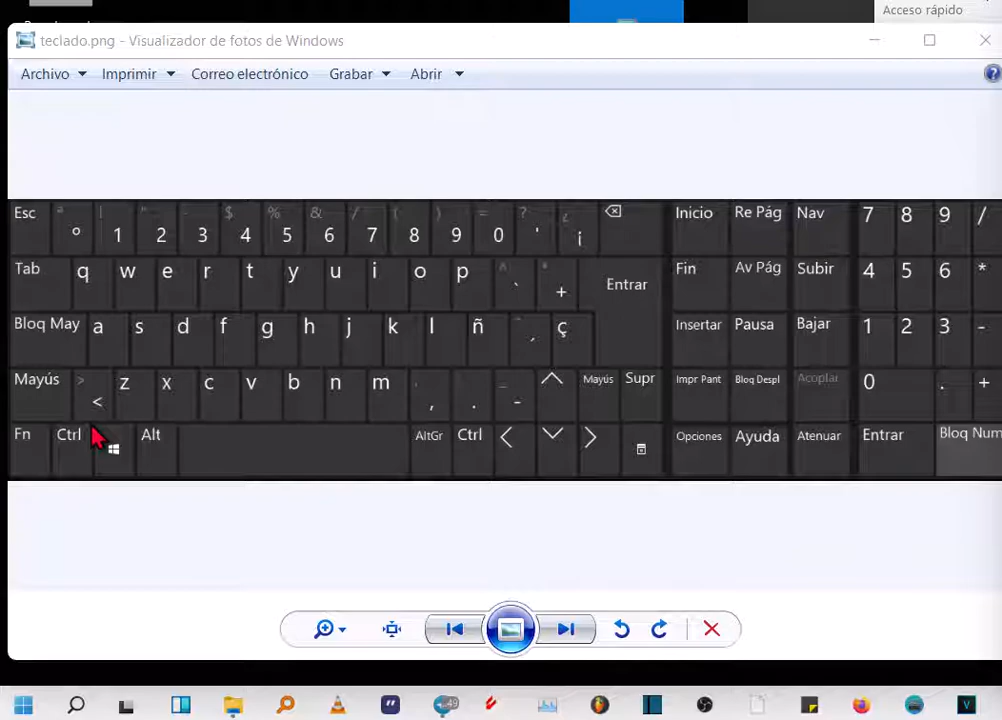 Acceso rápido
teclado.png - Visualizador de fotos de Windows
Archivo Imprimir Correo electrónico Grabar Abrir
Esc ª º | 1 " 2 · 3 $ 4 % 5 & 6 / 7 ( 8 ) 9 = 0 ? ' ¿ ¡ Inicio Re Pág Nav 7 8 9 /
Tab q w e r t y u i o p ^ ` * + Entrar Fin Av Pág Subir 4 5 6 *
Bloq May a s d f g h j k l ñ ¨ ´ ç Insertar Pausa Bajar 1 2 3 -
Mayús > < z x c v b n m ; , : . _ - Mayús Supr Impr Pant Bloq Despl Acoplar 0 . +
Fn Ctrl Alt AltGr Ctrl Opciones Ayuda Atenuar Entrar Bloq Num
49
V